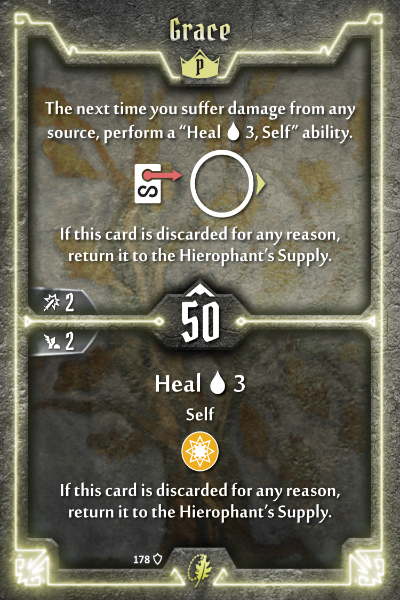 Grace
P
The next time you suffer damage from any
source, perform a “Heal 3, Self” ability.
If this card is discarded for any reason,
return it to the Hierophant’s Supply.
2
50
2
Heal 3
Self
If this card is discarded for any reason,
return it to the Hierophant’s Supply.
178